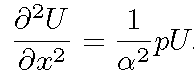 ∂²U/∂x² = 1/α² pU.